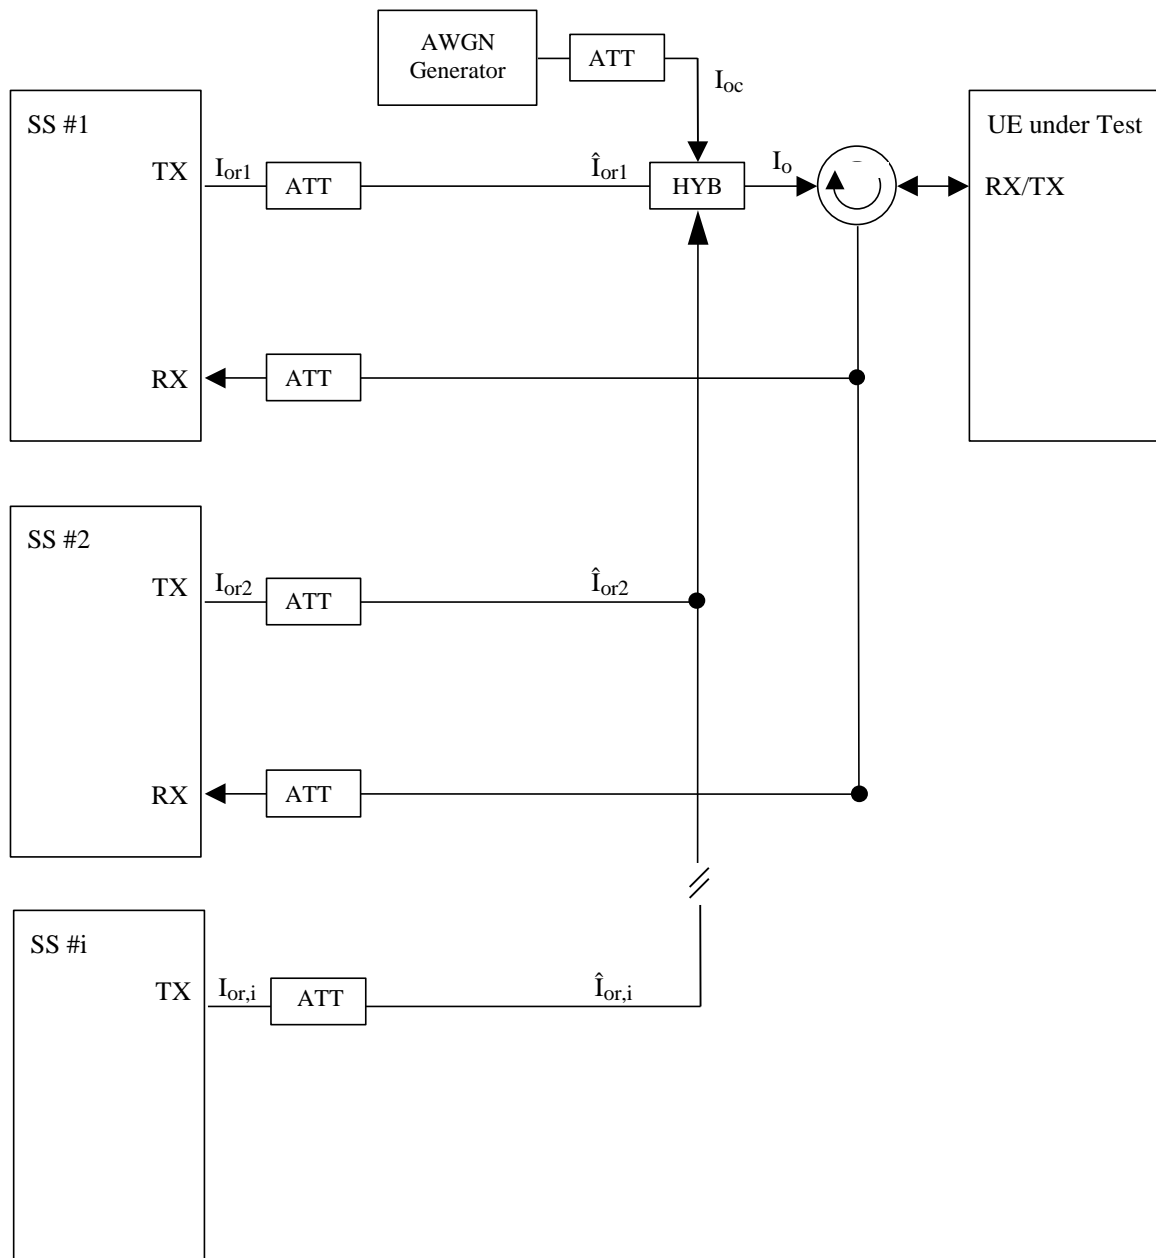 AWGN
Generator
ATT
I_oc
SS #1
UE under Test
TX
I_or1
ATT
Î_or1
HYB
I_o
RX/TX
RX
ATT
SS #2
TX
I_or2
ATT
Î_or2
RX
ATT
SS #i
TX
I_or,i
ATT
Î_or,i